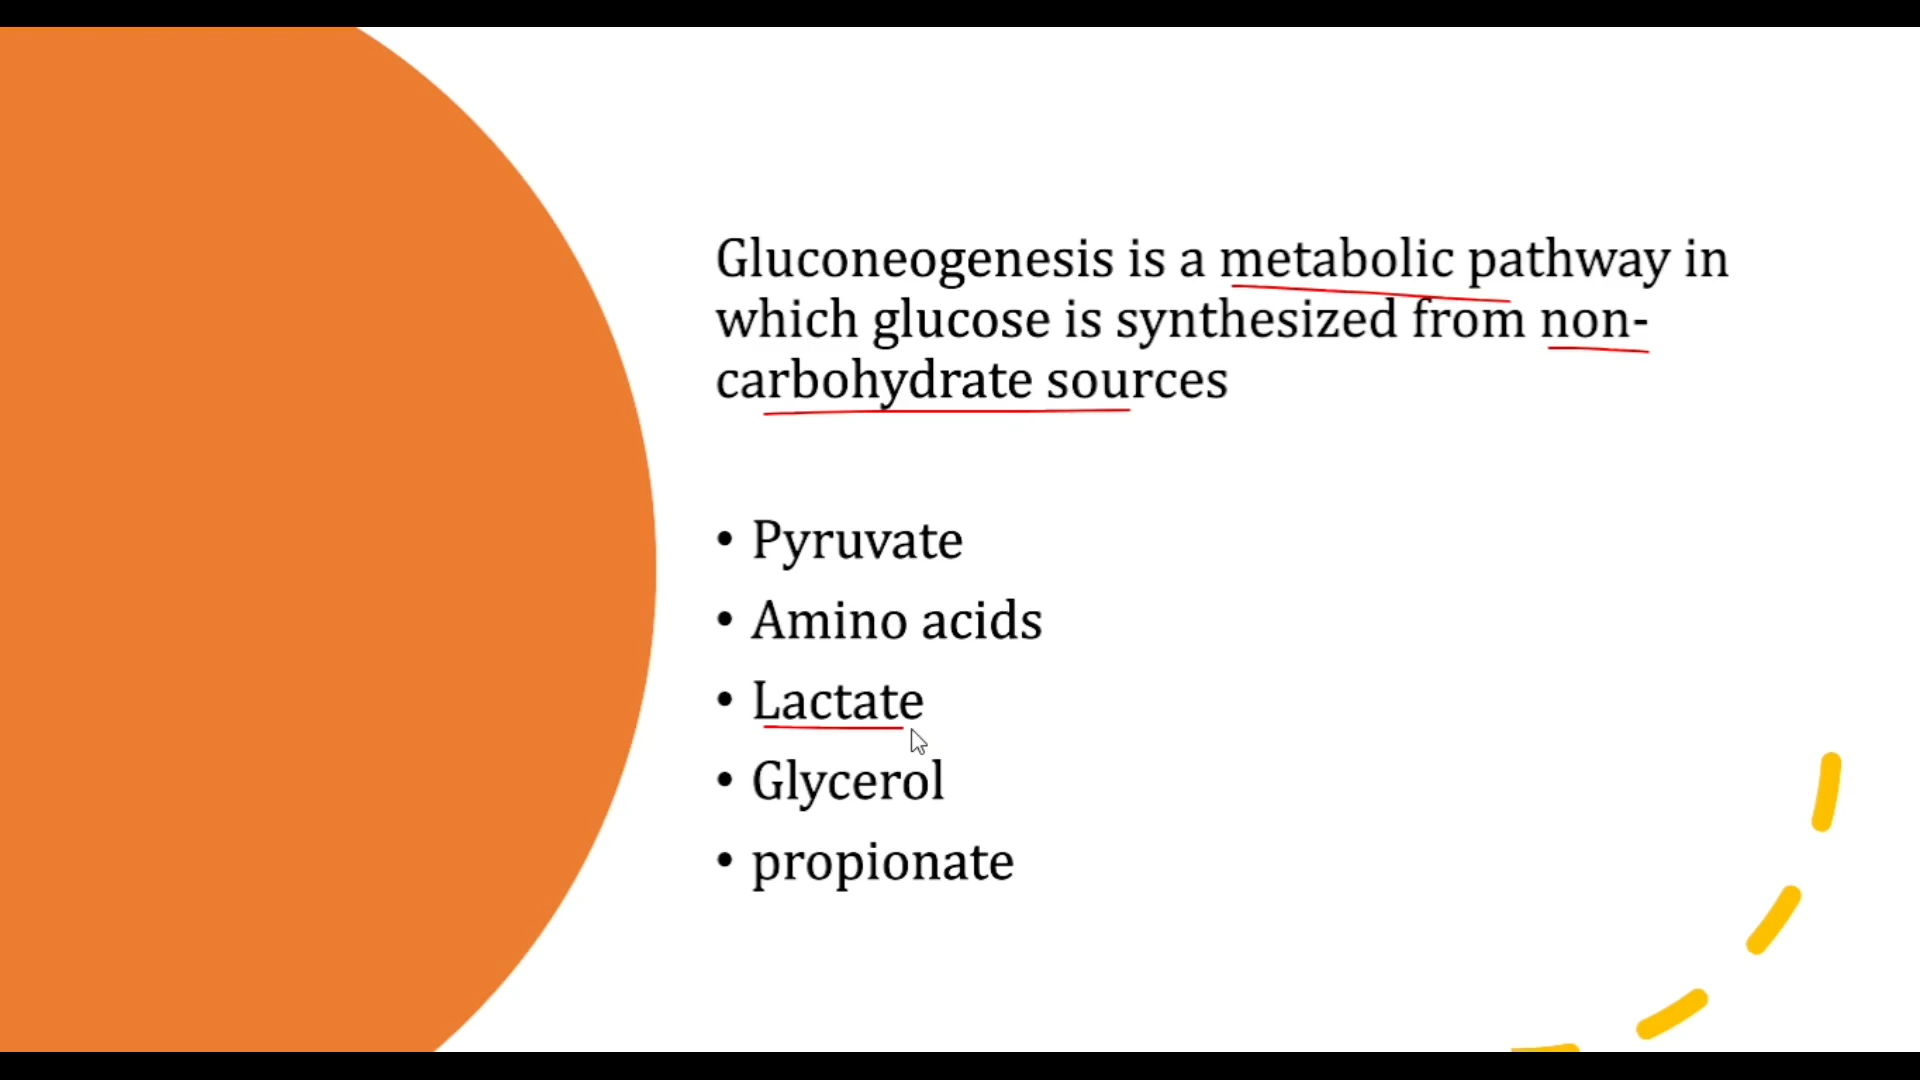 Gluconeogenesis is a metabolic pathway in
which glucose is synthesized from non-
carbohydrate sources
• Pyruvate
• Amino acids
• Lactate
• Glycerol
• propionate